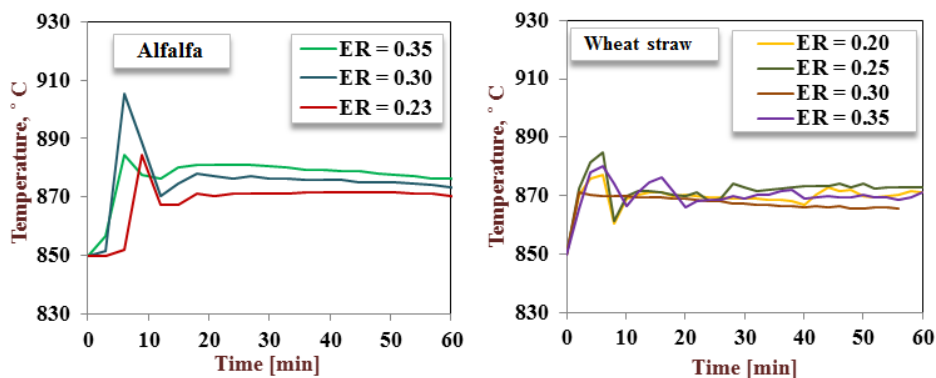 930
910
890
870
850
830
Temperature, ° C
Alfalfa
ER = 0.35
ER = 0.30
ER = 0.23
0
10
20
30
40
50
60
Time [min]
930
910
890
870
850
830
Temperature, ° C
Wheat straw
ER = 0.20
ER = 0.25
ER = 0.30
ER = 0.35
0
10
20
30
40
50
60
Time [min]